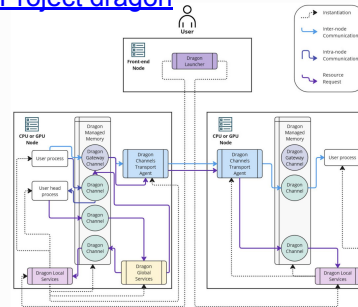 Project dragon
User
Front-end
Node
Dragon
Launcher
Instantiation
Inter-node
Communication
Intra-node
Communication
Resource
Request
CPU or GPU
Node
Dragon
Managed
Memory
User process
Dragon
Gateway
Channel
Dragon
Channels
Transport
Agent
User head
process
Dragon
Channel
Dragon
Channel
Dragon
Channel
Dragon Local
Services
Dragon
Global
Services
CPU or GPU
Node
Dragon
Managed
Memory
Dragon
Channels
Transport
Agent
Dragon
Gateway
Channel
User process
Dragon
Channel
Dragon
Channel
Dragon Local
Services